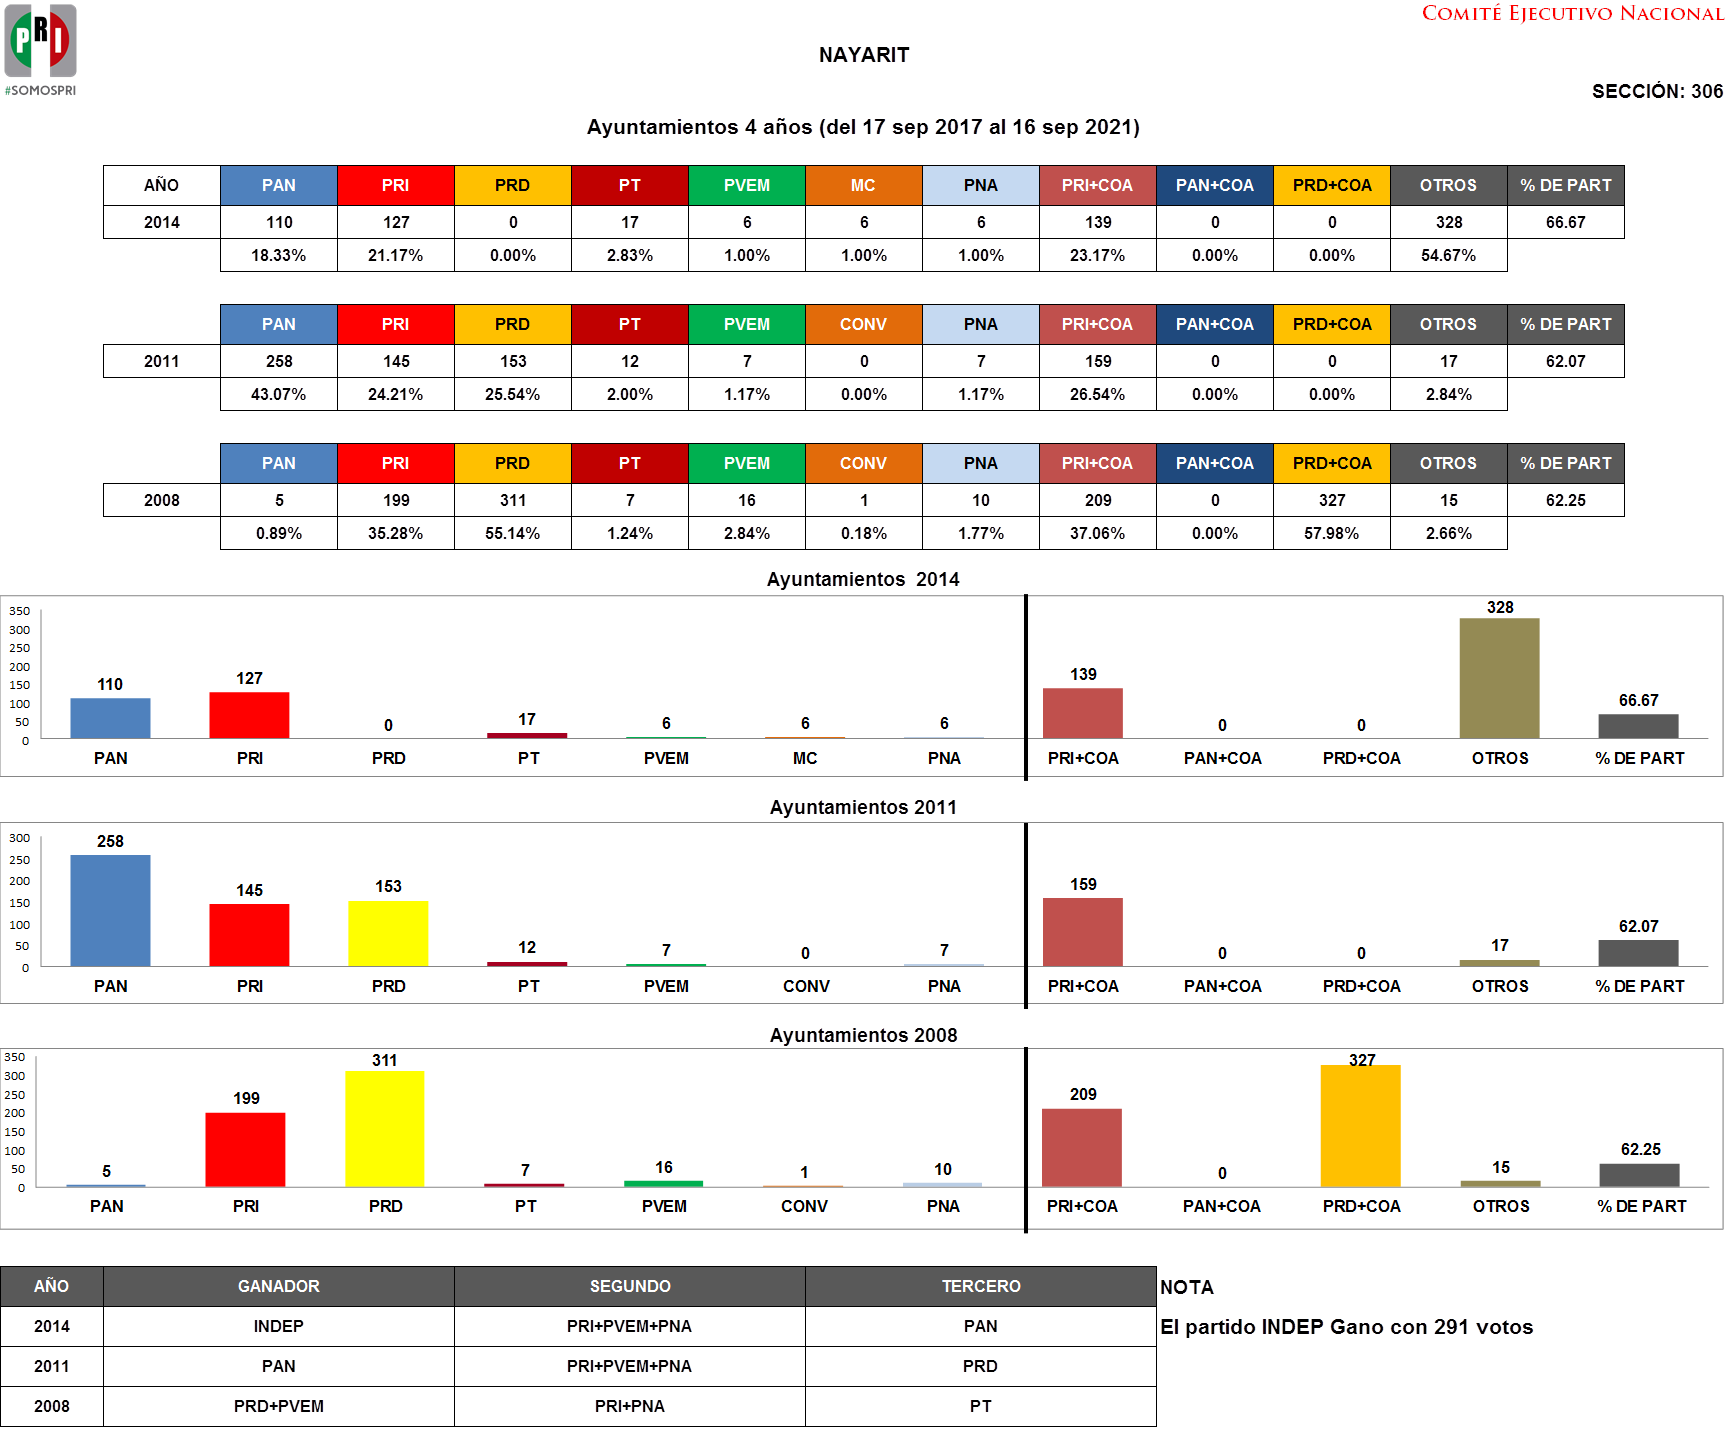 COMITÉ EJECUTIVO NACIONAL
PRI
#SOMOSPRI
NAYARIT
SECCIÓN: 306
Ayuntamientos 4 años (del 17 sep 2017 al 16 sep 2021)
AÑO PAN PRI PRD PT PVEM MC PNA PRI+COA PAN+COA PRD+COA OTROS % DE PART
2014 110 127 0 17 6 6 6 139 0 0 328 66.67
18.33% 21.17% 0.00% 2.83% 1.00% 1.00% 1.00% 23.17% 0.00% 0.00% 54.67%
PAN PRI PRD PT PVEM CONV PNA PRI+COA PAN+COA PRD+COA OTROS % DE PART
2011 258 145 153 12 7 0 7 159 0 0 17 62.07
43.07% 24.21% 25.54% 2.00% 1.17% 0.00% 1.17% 26.54% 0.00% 0.00% 2.84%
PAN PRI PRD PT PVEM CONV PNA PRI+COA PAN+COA PRD+COA OTROS % DE PART
2008 5 199 311 7 16 1 10 209 0 327 15 62.25
0.89% 35.28% 55.14% 1.24% 2.84% 0.18% 1.77% 37.06% 0.00% 57.98% 2.66%
Ayuntamientos 2014
350
300
250
200
150
100
50
0
110 127 0 17 6 6 6 139 0 0 328 66.67
PAN PRI PRD PT PVEM MC PNA PRI+COA PAN+COA PRD+COA OTROS % DE PART
Ayuntamientos 2011
300
250
200
150
100
50
0
258 145 153 12 7 0 7 159 0 0 17 62.07
PAN PRI PRD PT PVEM CONV PNA PRI+COA PAN+COA PRD+COA OTROS % DE PART
Ayuntamientos 2008
350
300
250
200
150
100
50
0
5 199 311 7 16 1 10 209 0 327 15 62.25
PAN PRI PRD PT PVEM CONV PNA PRI+COA PAN+COA PRD+COA OTROS % DE PART
AÑO GANADOR SEGUNDO TERCERO NOTA
2014 INDEP PRI+PVEM+PNA PAN El partido INDEP Gano con 291 votos
2011 PAN PRI+PVEM+PNA PRD
2008 PRD+PVEM PRI+PNA PT